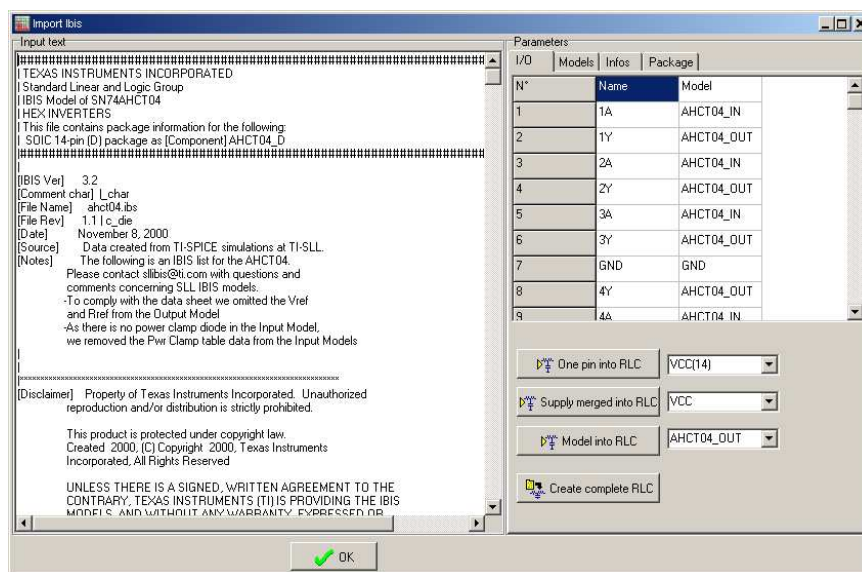 Import Ibis
Input text
|################################################################
| TEXAS INSTRUMENTS INCORPORATED
| Standard Linear and Logic Group
| IBIS Model of SN74AHCT04
| HEX INVERTERS
| This file contains package information for the following:
| SOIC 14-pin (D) package as [Component] AHCT04_D
|################################################################
|
[IBIS Ver] 3.2
[Comment char] |_char
[File Name] ahct04.ibs
[File Rev] 1.1 | c_die
[Date] November 8, 2000
[Source] Data created from TI-SPICE simulations at TI-SLL.
[Notes] The following is an IBIS list for the AHCT04.
Please contact sllibis@ti.com with questions and
comments concerning SLL IBIS models.
-To comply with the data sheet we omitted the Vref
and Rref from the Output Model
-As there is no power clamp diode in the Input Model,
we removed the Pwr Clamp table data from the Input Models
|
|
[Disclaimer] Property of Texas Instruments Incorporated. Unauthorized
reproduction and/or distribution is strictly prohibited.
This product is protected under copyright law.
Created 2000, (C) Copyright 2000, Texas Instruments
Incorporated, All Rights Reserved
UNLESS THERE IS A SIGNED, WRITTEN AGREEMENT TO THE
CONTRARY, TEXAS INSTRUMENTS (TI) IS PROVIDING THE IBIS
MODELS, AND WITHOUT ANY WARRANTY, EXPRESSED OR
Parameters
I/O Models Infos Package
N° Name Model
1 1A AHCT04_IN
2 1Y AHCT04_OUT
3 2A AHCT04_IN
4 2Y AHCT04_OUT
5 3A AHCT04_IN
6 3Y AHCT04_OUT
7 GND GND
8 4Y AHCT04_OUT
9 4A AHCT04_IN
One pin into RLC VCC(14)
Supply merged into RLC VCC
Model into RLC AHCT04_OUT
Create complete RLC
OK